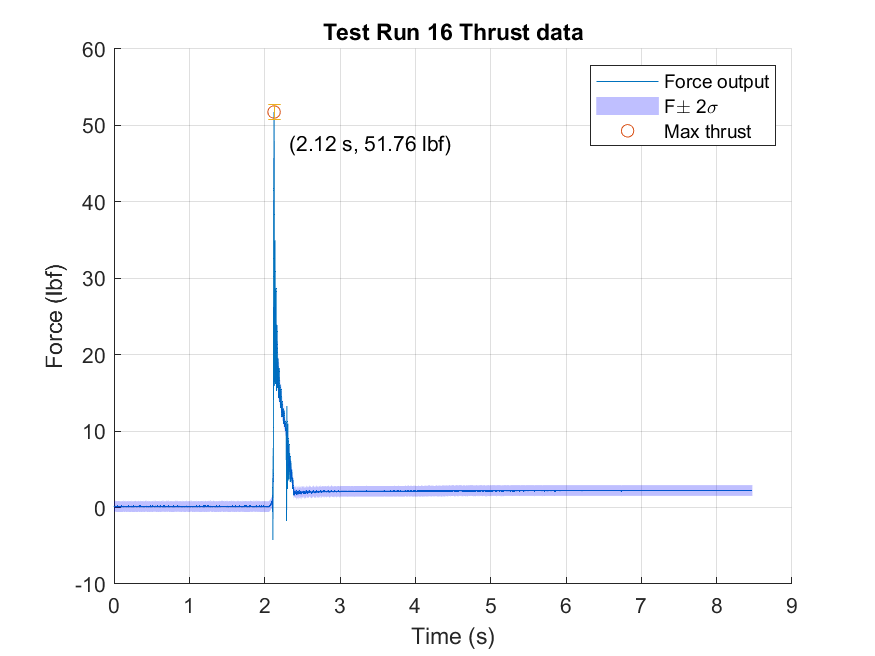 Test Run 16 Thrust data
60
50
40
30
20
10
0
-10
Force (lbf)
Force output
F± 2σ
Max thrust
(2.12 s, 51.76 lbf)
0 1 2 3 4 5 6 7 8 9
Time (s)